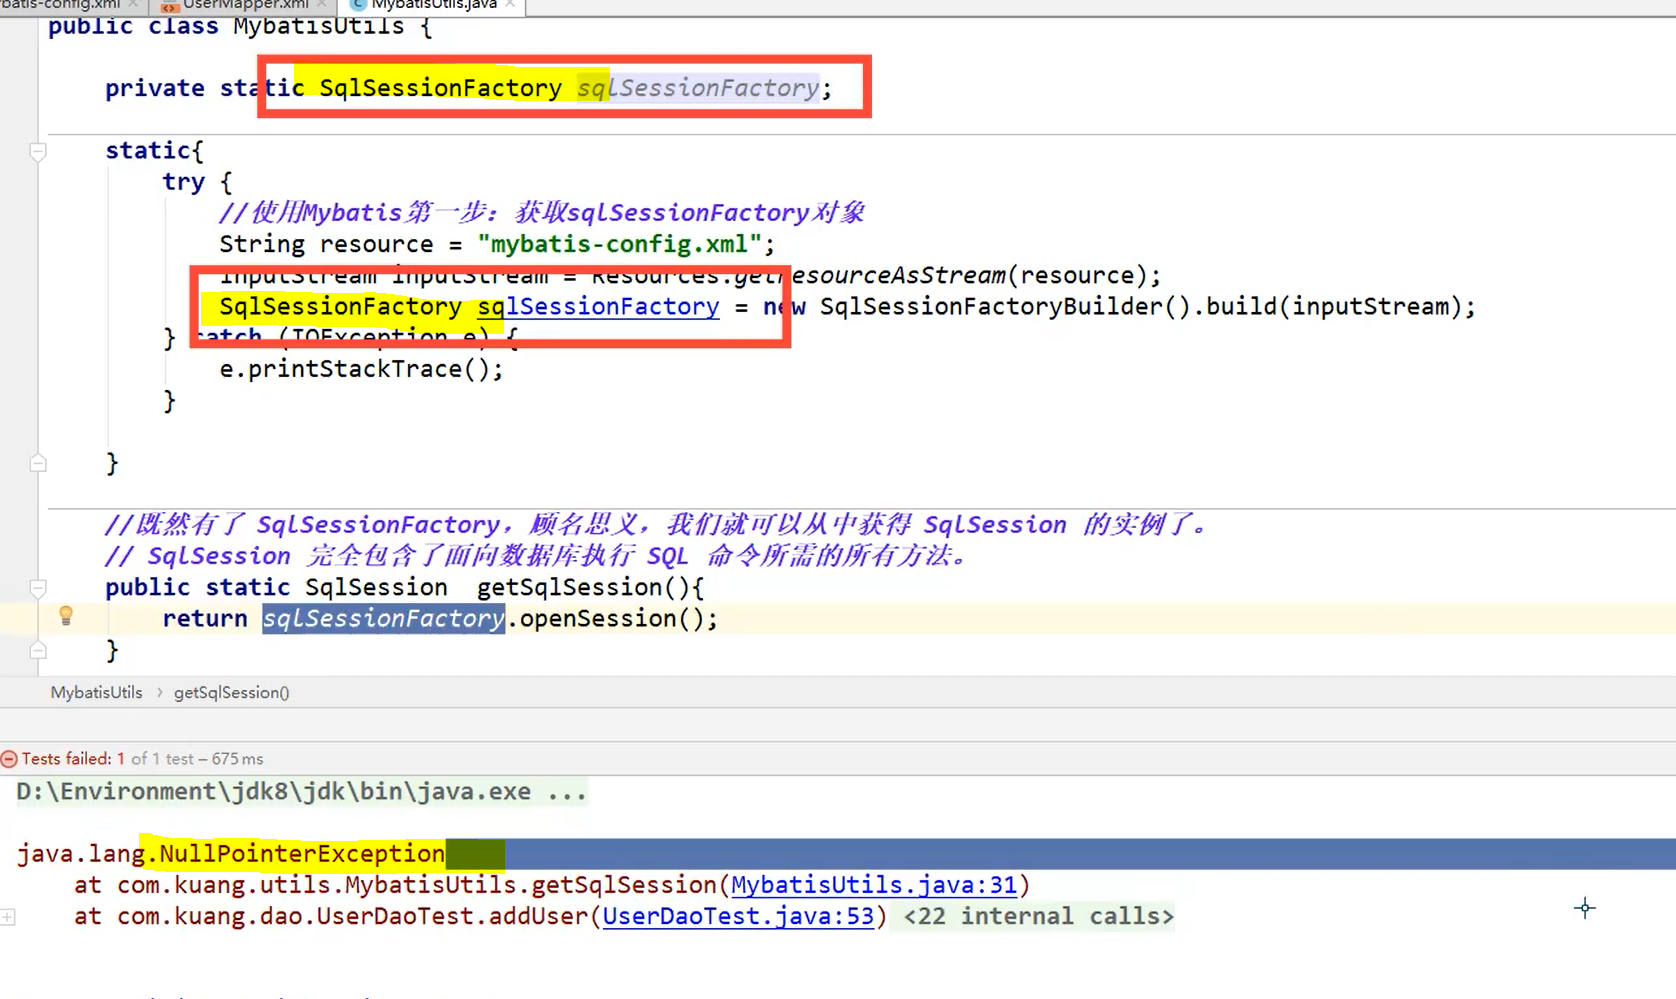 batis-config.xml UserMapper.xml MybatisUtils.java
public class MybatisUtils {
private static SqlSessionFactory sqlSessionFactory;
static{
try {
//使用Mybatis第一步：获取sqlSessionFactory对象
String resource = "mybatis-config.xml";
InputStream inputStream = Resources.getResourceAsStream(resource);
SqlSessionFactory sqlSessionFactory = new SqlSessionFactoryBuilder().build(inputStream);
} catch (IOException e) {
e.printStackTrace();
}
}
//既然有了 SqlSessionFactory，顾名思义，我们就可以从中获得 SqlSession 的实例了。
// SqlSession 完全包含了面向数据库执行 SQL 命令所需的所有方法。
public static SqlSession  getSqlSession(){
return sqlSessionFactory.openSession();
}
MybatisUtils › getSqlSession()
Tests failed: 1 of 1 test – 675 ms
D:\Environment\jdk8\jdk\bin\java.exe ...
java.lang.NullPointerException
at com.kuang.utils.MybatisUtils.getSqlSession(MybatisUtils.java:31)
at com.kuang.dao.UserDaoTest.addUser(UserDaoTest.java:53) <22 internal calls>